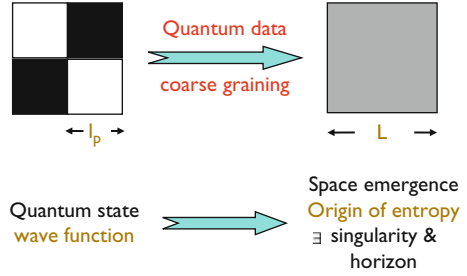 Quantum data
coarse graining
lp
L
Quantum state
wave function
Space emergence
Origin of entropy
∃ singularity &
horizon